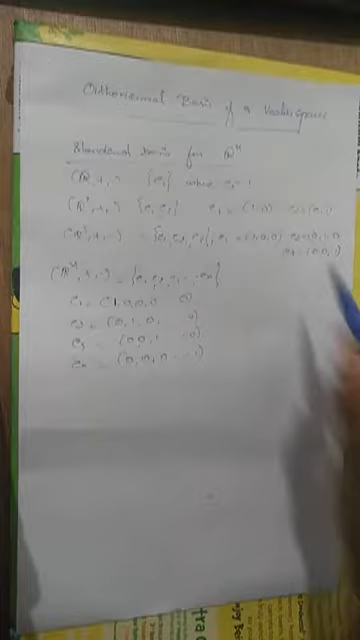 Orthonormal Basis of a Vector space
Standard basis for ℝⁿ
(ℝ,+,·) {e₁} where e₁=1
(ℝ²,+,·) {e₁,e₂} e₁=(1,0) e₂=(0,1)
(ℝ³,+,·) = {e₁,e₂,e₃}, e₁=(1,0,0) e₂=(0,1,0)
e₃=(0,0,1)
(ℝⁿ,+,·) = {e₁,e₂,e₃...eₙ}
e₁ = (1,0,0,0 0)
e₂ = (0,1,0, 0)
e₃ = (0,0,1 ..0)
eₙ = (0,0,0 ... 1)